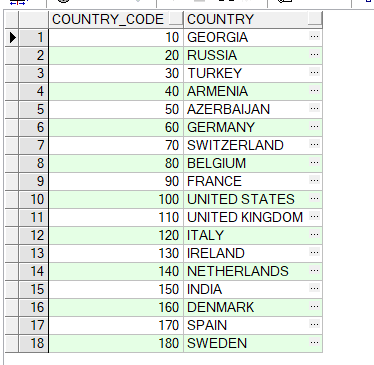 COUNTRY_CODE COUNTRY
1 10 GEORGIA ...
2 20 RUSSIA ...
3 30 TURKEY ...
4 40 ARMENIA ...
5 50 AZERBAIJAN ...
6 60 GERMANY ...
7 70 SWITZERLAND ...
8 80 BELGIUM ...
9 90 FRANCE ...
10 100 UNITED STATES ...
11 110 UNITED KINGDOM ...
12 120 ITALY ...
13 130 IRELAND ...
14 140 NETHERLANDS ...
15 150 INDIA ...
16 160 DENMARK ...
17 170 SPAIN ...
18 180 SWEDEN ...